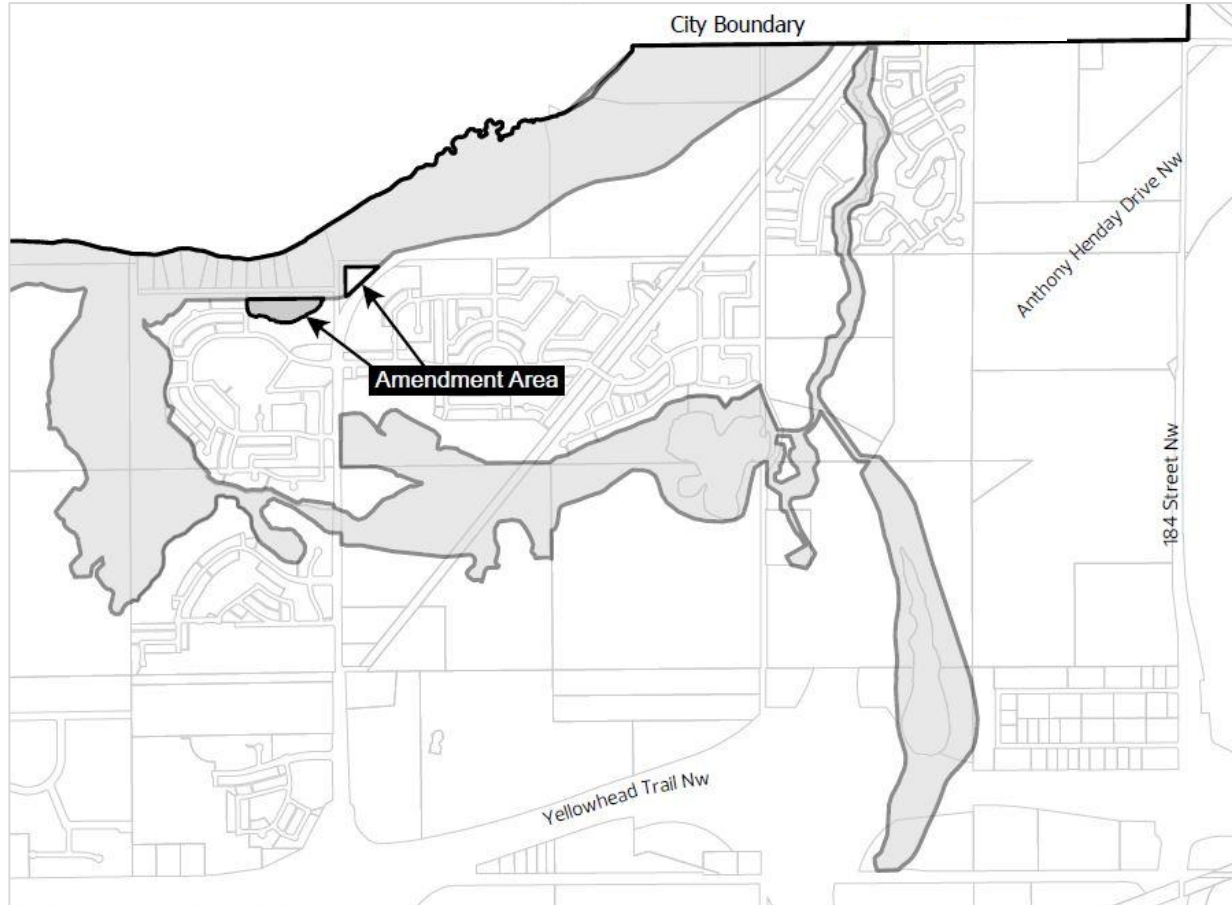 City Boundary
Anthony Henday Drive Nw
Amendment Area
184 Street Nw
Yellowhead Trail Nw